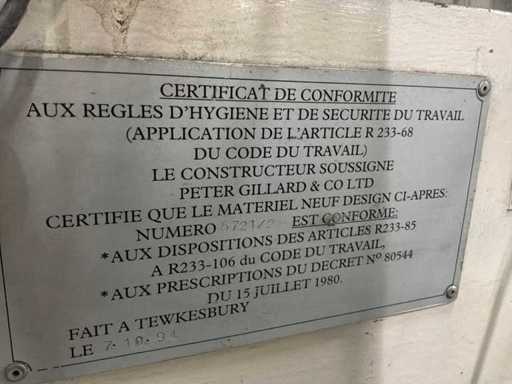 CERTIFICAT DE CONFORMITE
AUX REGLES D'HYGIENE ET DE SECURITE DU TRAVAIL
(APPLICATION DE L'ARTICLE R 233-68
DU CODE DU TRAVAIL)
LE CONSTRUCTEUR SOUSSIGNE
PETER GILLARD & CO LTD
CERTIFIE QUE LE MATERIEL NEUF DESIGN CI-APRES:
NUMERO EST CONFORME:
*AUX DISPOSITIONS DES ARTICLES R233-85
A R233-106 du CODE DU TRAVAIL,
*AUX PRESCRIPTIONS DU DECRET Nº 80544
DU 15 JUILLET 1980.
FAIT A TEWKESBURY
LE 7.10.94